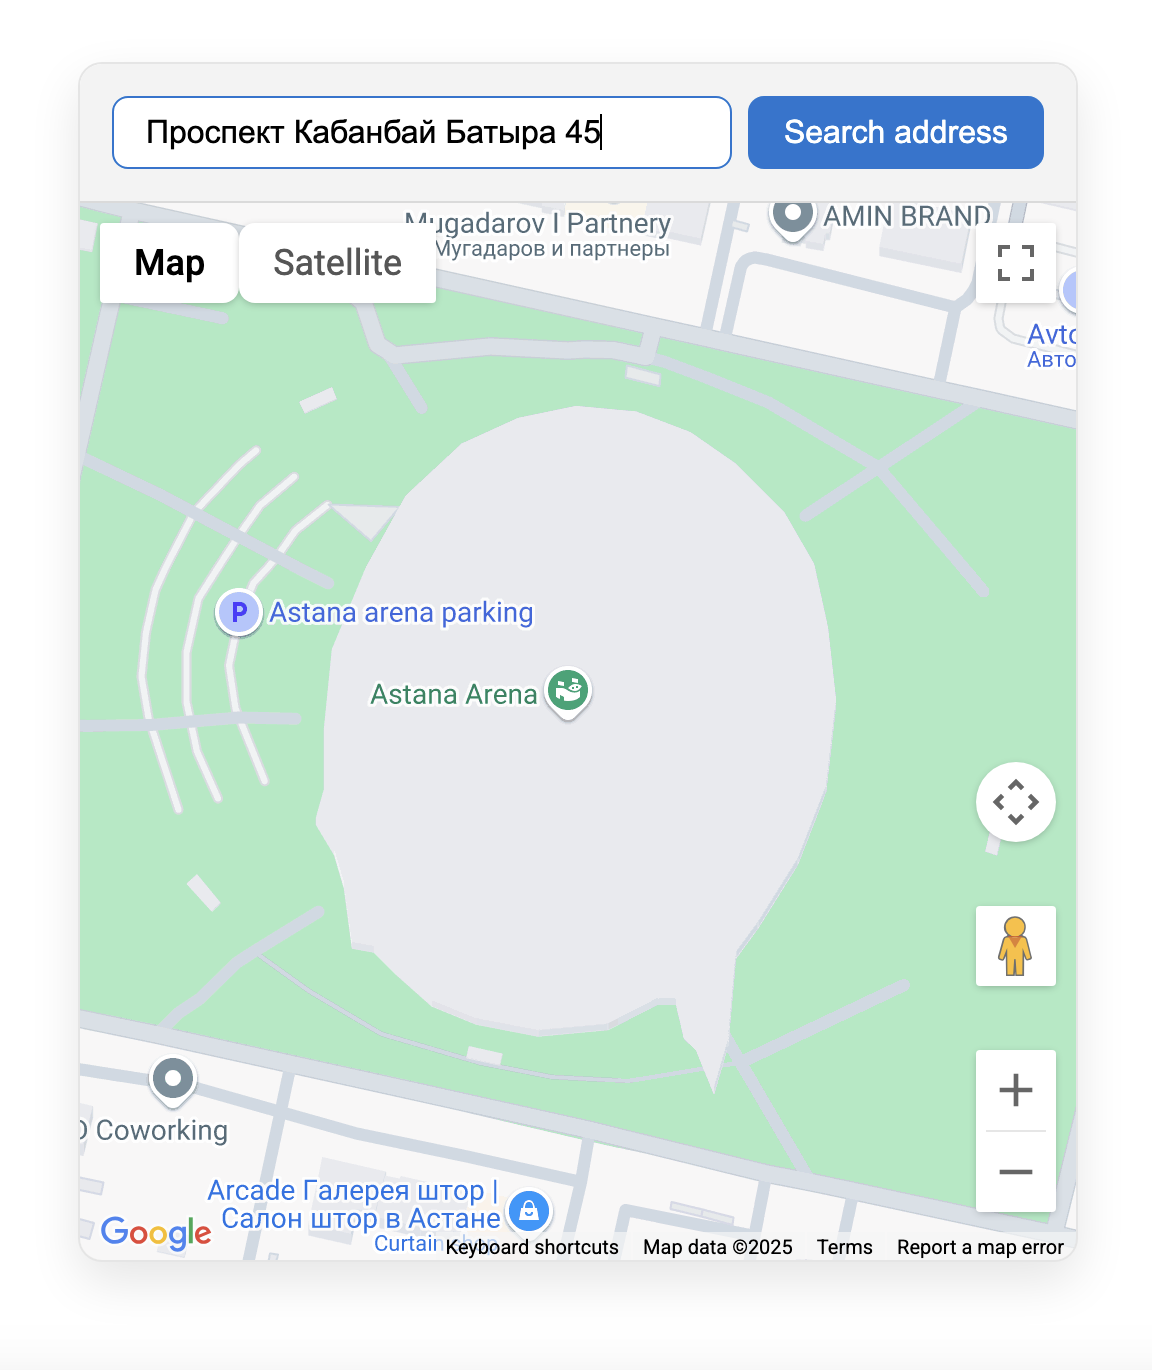 Проспект Кабанбай Батыра 45
Search address
Mugadarov I Partnery
Мугадаров и партнеры
AMIN BRAND
Map
Satellite
Avto
Авто
P
Astana arena parking
Astana Arena
Coworking
Arcade Галерея штор |
Салон штор в Астане
Curtain shop
Google
Keyboard shortcuts
Map data ©2025
Terms
Report a map error